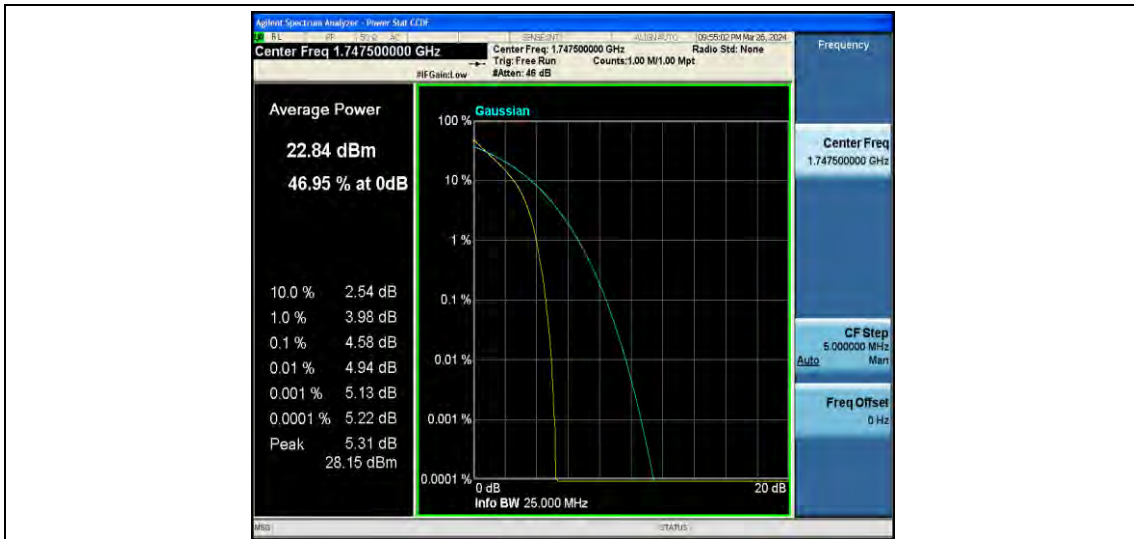 Agilent Spectrum Analyzer - Power Stat CCDF
RL RF 50 Ω AC SENSE:INT ALIGNAUTO 09:55:02 PM Mar 26, 2024
Center Freq 1.747500000 GHz
Center Freq: 1.747500000 GHz Radio Std: None
Trig: Free Run Counts:1.00 M/1.00 Mpt
#IFGain:Low #Atten: 46 dB
Frequency
Average Power
22.84 dBm
46.95 % at 0dB
10.0 % 2.54 dB
1.0 % 3.98 dB
0.1 % 4.58 dB
0.01 % 4.94 dB
0.001 % 5.13 dB
0.0001 % 5.22 dB
Peak 5.31 dB
28.15 dBm
Gaussian
100 %
10 %
1 %
0.1 %
0.01 %
0.001 %
0.0001 %
0 dB 20 dB
Info BW 25.000 MHz
Center Freq
1.747500000 GHz
CF Step
5.000000 MHz
Auto Man
Freq Offset
0 Hz
MSG STATUS